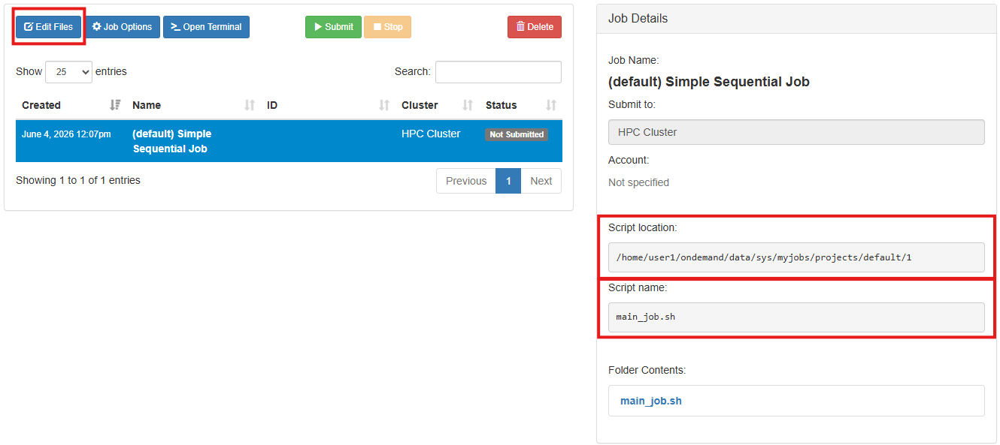 Edit Files Job Options Open Terminal Submit Stop Delete
Show 25 entries Search:
Created Name ID Cluster Status
June 4, 2026 12:07pm (default) Simple HPC Cluster Not Submitted
Sequential Job
Showing 1 to 1 of 1 entries Previous 1 Next
Job Details
Job Name:
(default) Simple Sequential Job
Submit to:
HPC Cluster
Account:
Not specified
Script location:
/home/user1/ondemand/data/sys/myjobs/projects/default/1
Script name:
main_job.sh
Folder Contents:
main_job.sh